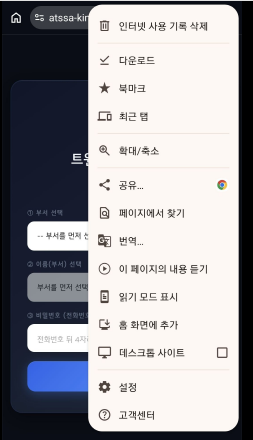 atssa-kin
인터넷 사용 기록 삭제
다운로드
북마크
최근 탭
확대/축소
공유...
페이지에서 찾기
번역...
이 페이지의 내용 듣기
읽기 모드 표시
홈 화면에 추가
데스크톱 사이트
설정
고객센터
트윈
① 부서 선택
-- 부서를 먼저 선
② 이름(부서) 선택
부서를 먼저 선택
③ 비밀번호 (전화번호
전화번호 뒤 4자리